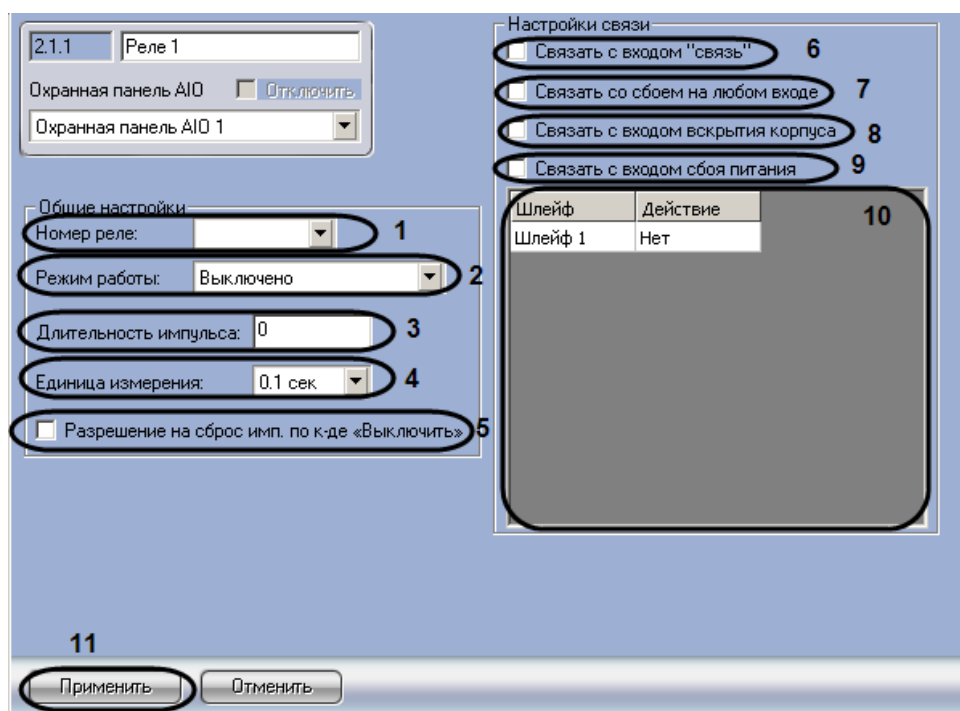 2.1.1 Реле 1
Охранная панель AIO Отключить
Охранная панель AIO 1
Общие настройки
Номер реле: 1
Режим работы: Выключено 2
Длительность импульса: 0 3
Единица измерения: 0.1 сек 4
Разрешение на сброс имп. по к-де «Выключить» 5
Настройки связи
Связать с входом "связь" 6
Связать со сбоем на любом входе 7
Связать с входом вскрытия корпуса 8
Связать с входом сбоя питания 9
Шлейф Действие 10
Шлейф 1 Нет
11
Применить Отменить